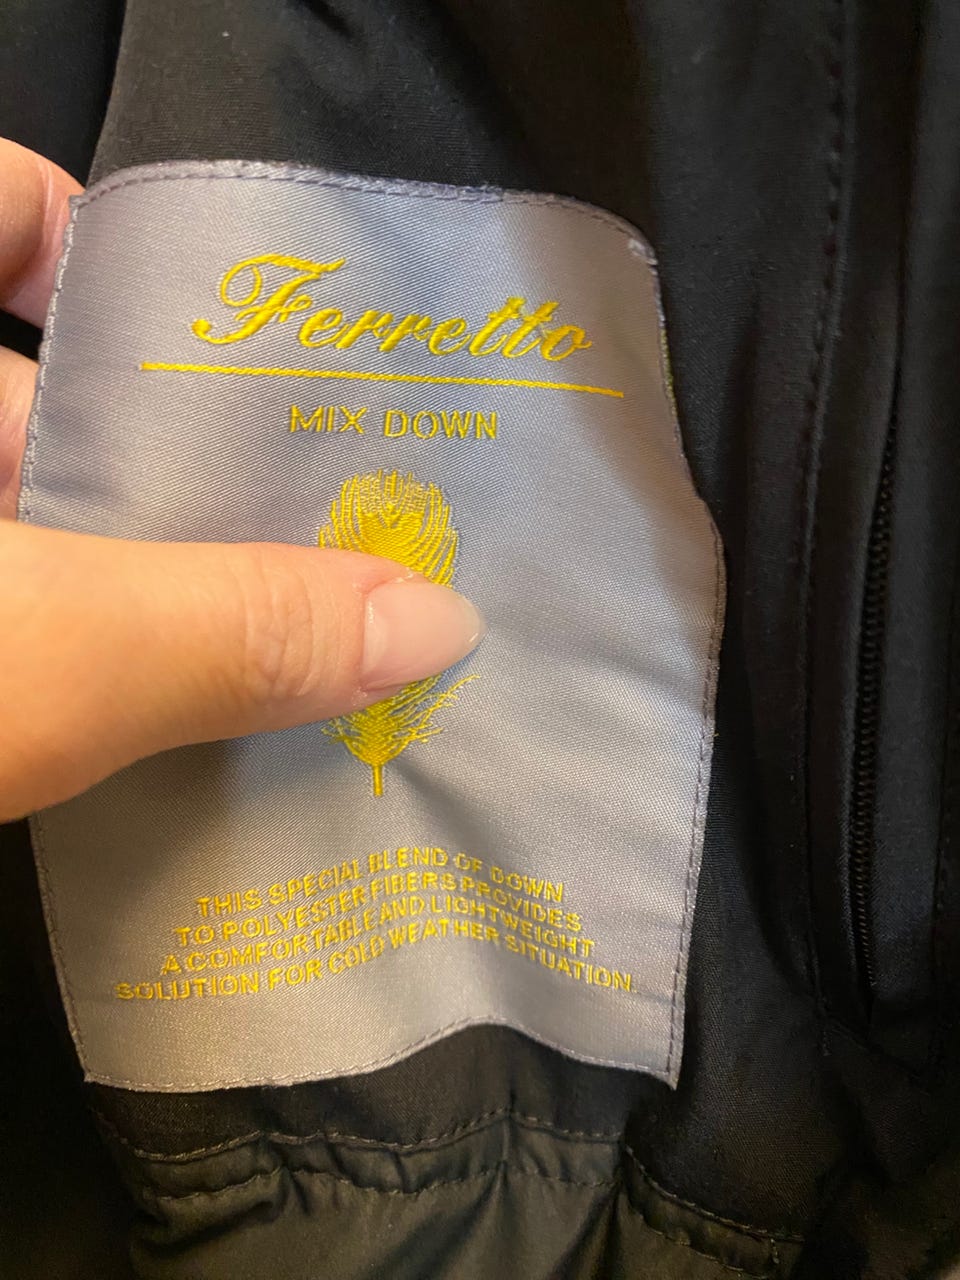 Ferretto
MIX DOWN
THIS SPECIAL BLEND OF DOWN
TO POLYESTER FIBERS PROVIDES
A COMFORTABLE AND LIGHTWEIGHT
SOLUTION FOR COLD WEATHER SITUATION.